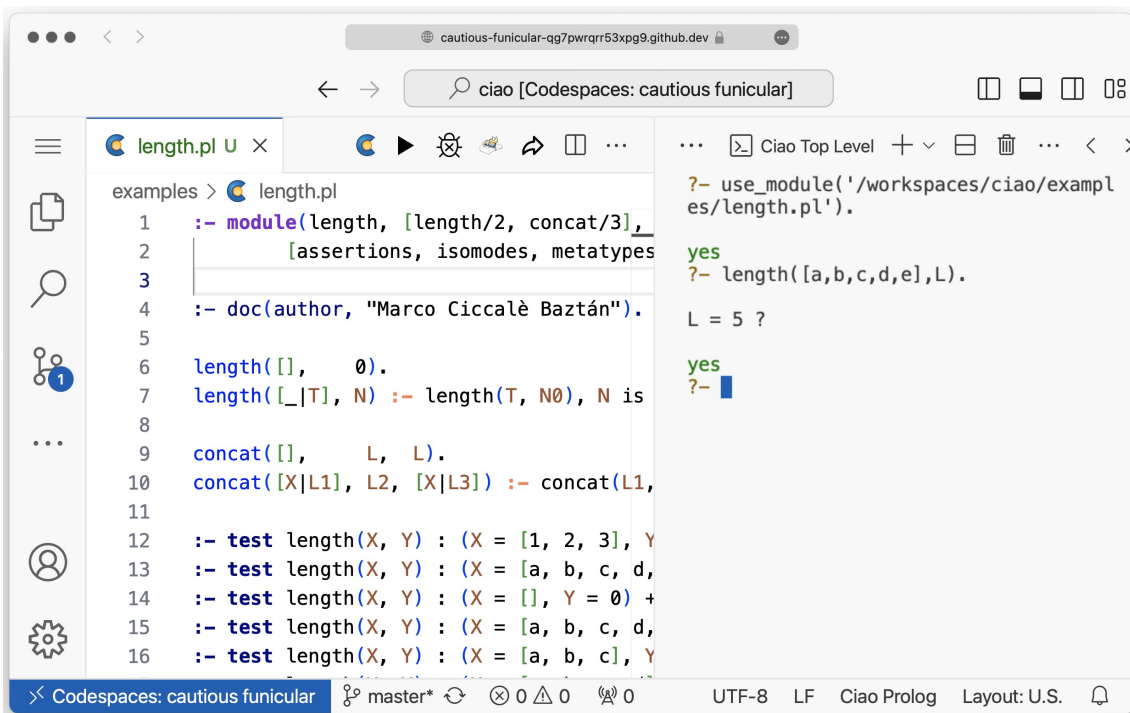 cautious-funicular-qg7pwrqrr53xpg9.github.dev
ciao [Codespaces: cautious funicular]
length.pl U
examples > length.pl
1 :- module(length, [length/2, concat/3],
2 [assertions, isomodes, metatypes
3
4 :- doc(author, "Marco Ciccalè Baztán").
5
6 length([], 0).
7 length([_|T], N) :- length(T, N0), N is
8
9 concat([], L, L).
10 concat([X|L1], L2, [X|L3]) :- concat(L1,
11
12 :- test length(X, Y) : (X = [1, 2, 3], Y
13 :- test length(X, Y) : (X = [a, b, c, d,
14 :- test length(X, Y) : (X = [], Y = 0) +
15 :- test length(X, Y) : (X = [a, b, c, d,
16 :- test length(X, Y) : (X = [a, b, c], Y
Ciao Top Level
?- use_module('/workspaces/ciao/exampl
es/length.pl').
yes
?- length([a,b,c,d,e],L).
L = 5 ?
yes
?-
1
Codespaces: cautious funicular master* 0 0 0 UTF-8 LF Ciao Prolog Layout: U.S.